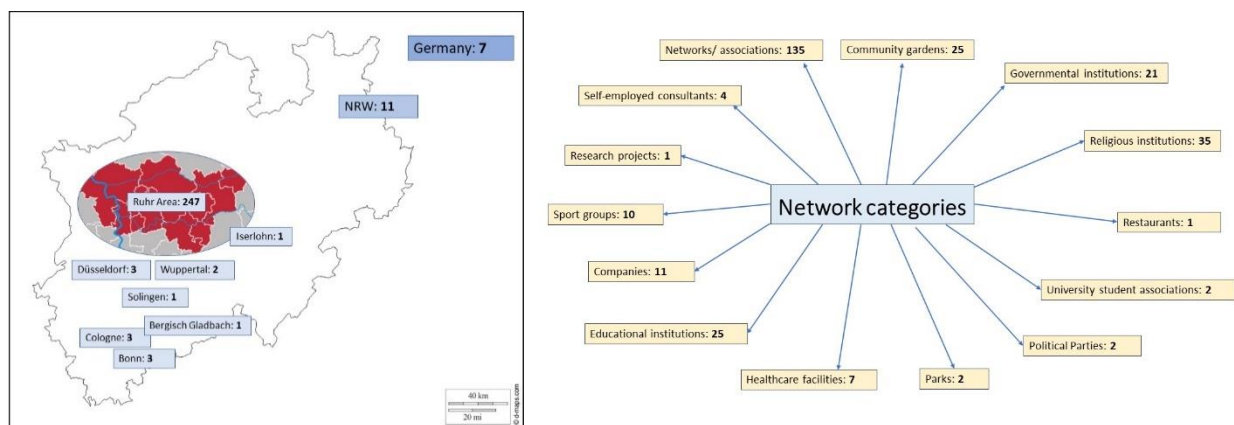 Germany: 7
NRW: 11
Ruhr Area: 247
Iserlohn: 1
Düsseldorf: 3
Wuppertal: 2
Solingen: 1
Bergisch Gladbach: 1
Cologne: 3
Bonn: 3
40 km
20 mi
© d-maps.com
Networks/ associations: 135
Community gardens: 25
Governmental institutions: 21
Self-employed consultants: 4
Religious institutions: 35
Research projects: 1
Network categories
Sport groups: 10
Restaurants: 1
Companies: 11
University student associations: 2
Educational institutions: 25
Political Parties: 2
Healthcare facilities: 7
Parks: 2